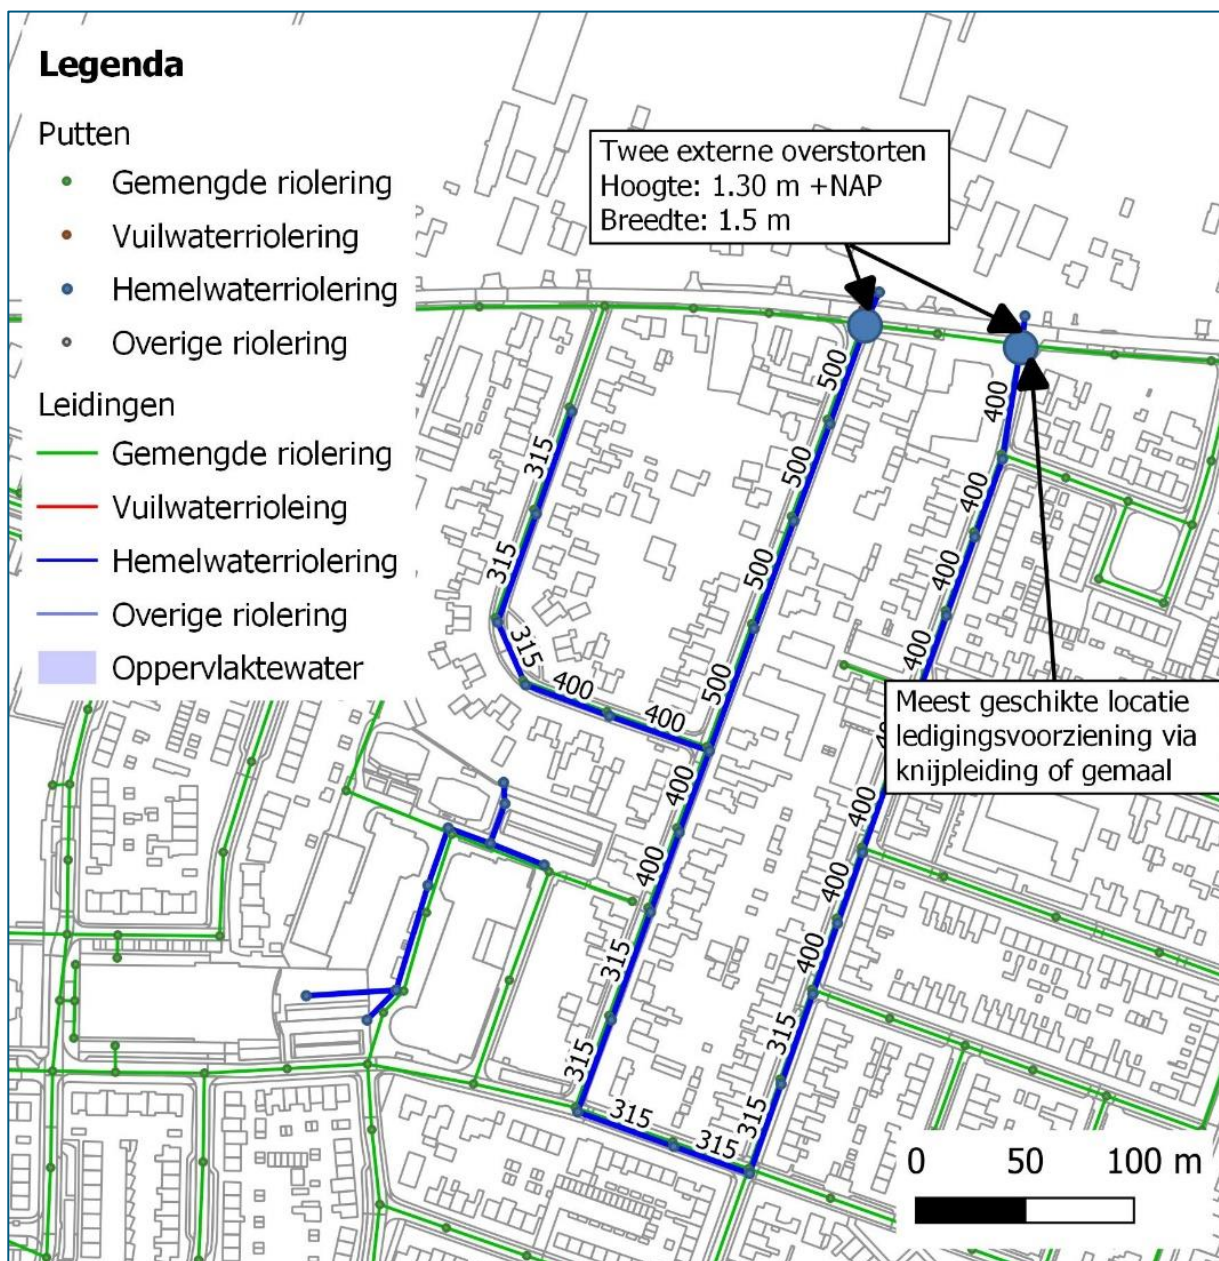 Legenda
Putten
Gemengde riolering
Vuilwaterriolering
Hemelwaterriolering
Overige riolering
Leidingen
Gemengde riolering
Vuilwaterrioleing
Hemelwaterriolering
Overige riolering
Oppervlaktewater
Twee externe overstorten
Hoogte: 1.30 m +NAP
Breedte: 1.5 m
500
400
315
500
400
315
500
400
315
400
500
400
400
Meest geschikte locatie
ledigingsvoorziening via
knijpleiding of gemaal
400
400
400
400
315
400
315
315
315
315
315
0 50 100 m